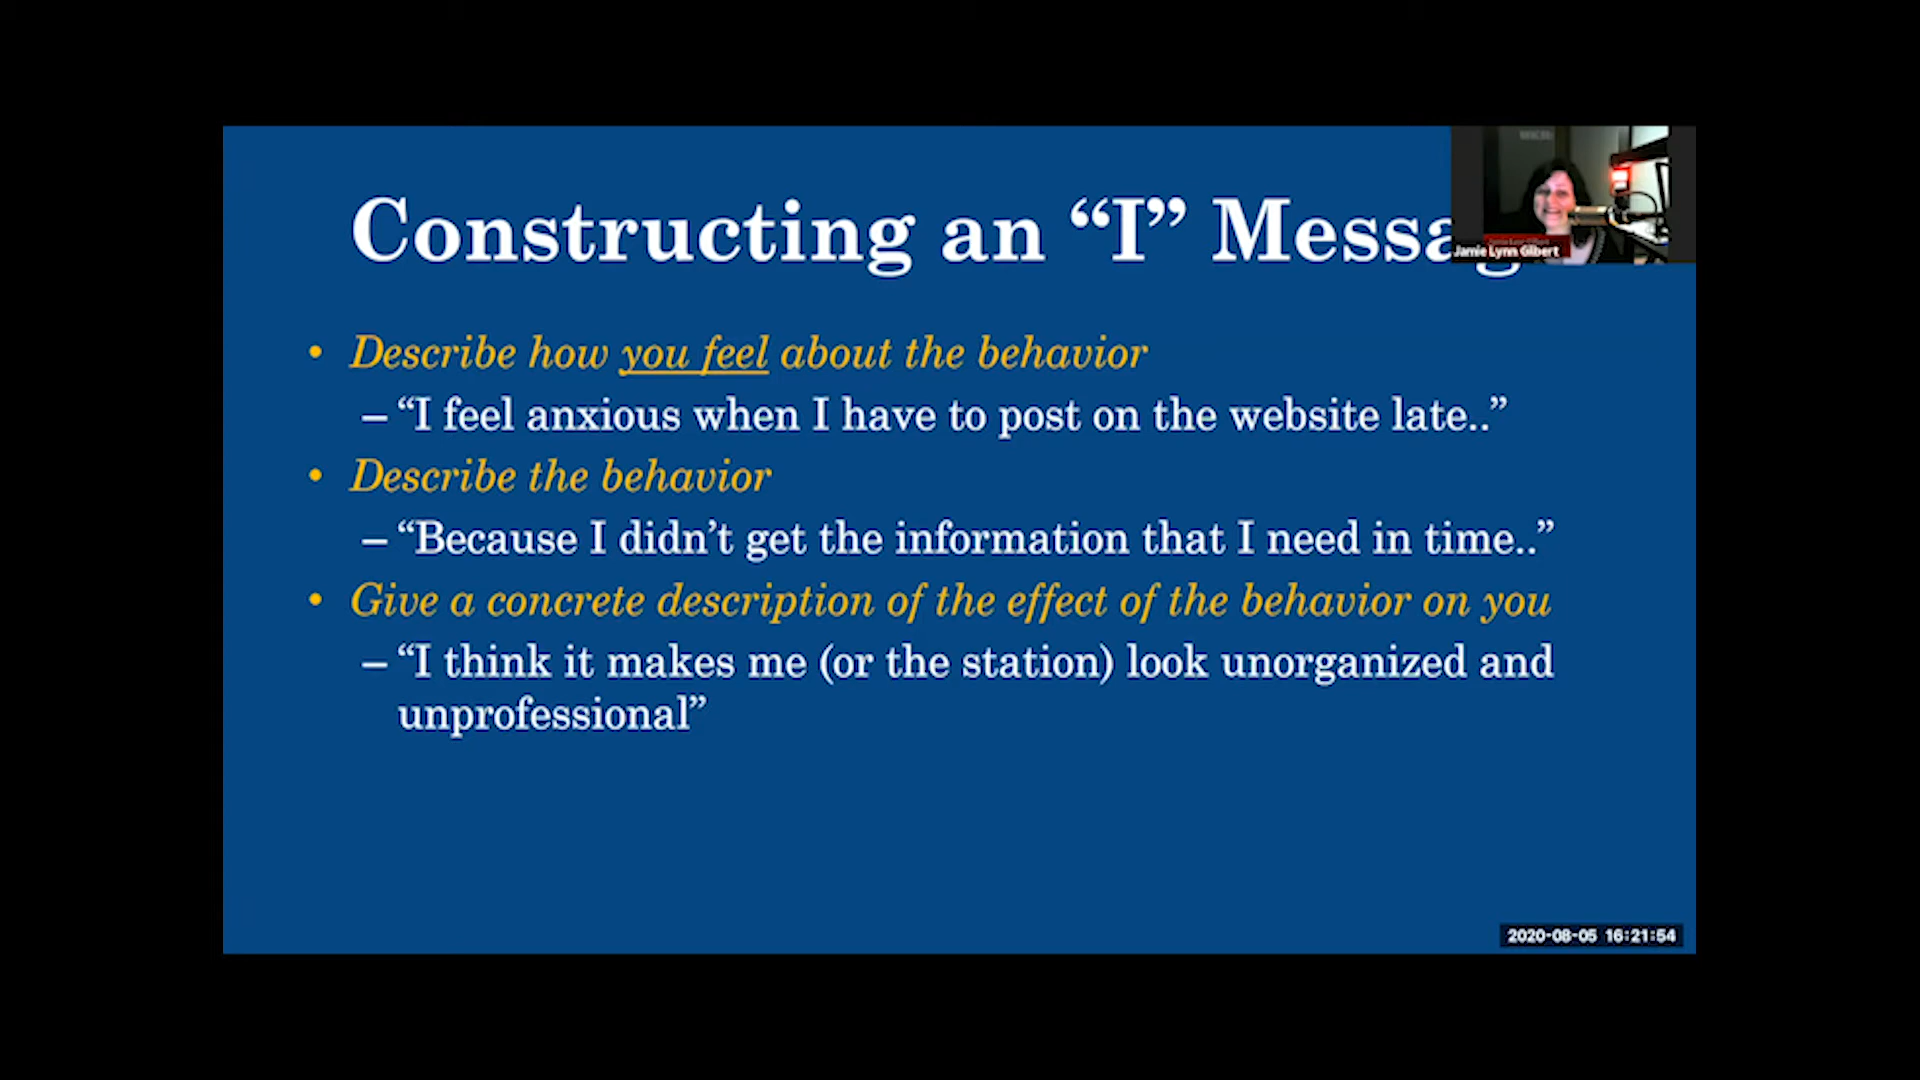 Constructing an “I” Messag
Jamie Lynn Gilbert
• Describe how you feel about the behavior
– “I feel anxious when I have to post on the website late..”
• Describe the behavior
– “Because I didn’t get the information that I need in time..”
• Give a concrete description of the effect of the behavior on you
– “I think it makes me (or the station) look unorganized and
unprofessional”
2020-08-05 16:21:54